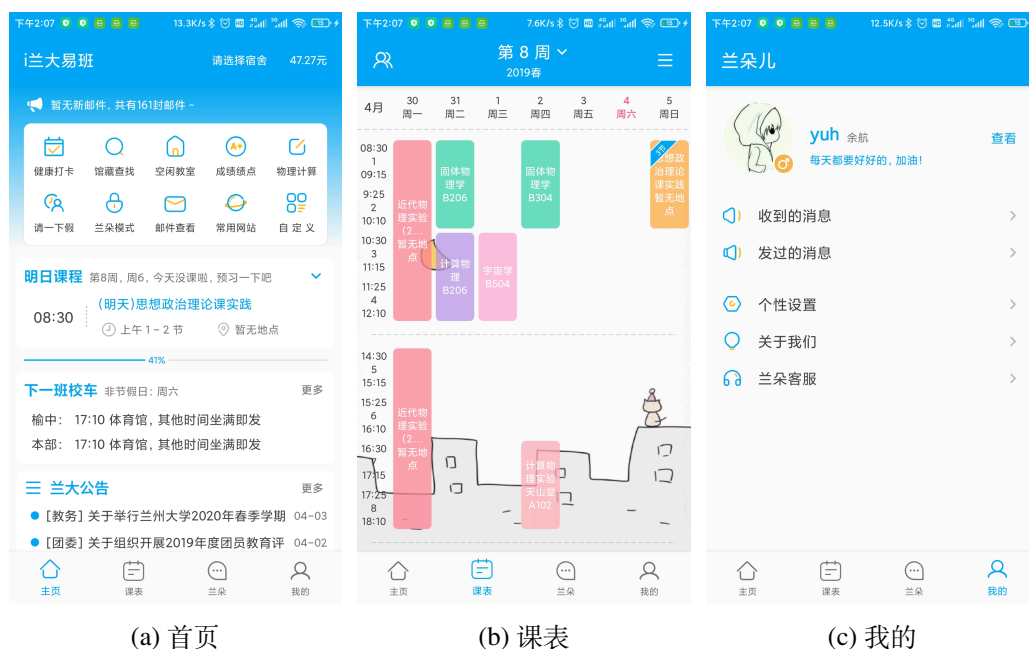 下午2:07 13.3K/s 15
i兰大易班 请选择宿舍 47.27元
暂无新邮件, 共有161封邮件 ~
健康打卡 馆藏查找 空闲教室 成绩绩点 物理计算
请一下假 兰朵模式 邮件查看 常用网站 自 定 义
明日课程 第8周, 周6, 今天没课啦, 预习一下吧
08:30 (明天)思想政治理论课实践
上午 1 - 2 节 暂无地点
41%
下一班校车 非节假日: 周六 更多
榆中: 17:10 体育馆, 其他时间坐满即发
本部: 17:10 体育馆, 其他时间坐满即发
兰大公告 更多
[教务] 关于举行兰州大学2020年春季学期 04-03
[团委] 关于组织开展2019年度团员教育评 04-02
主页 课表 兰朵 我的
(a) 首页
下午2:07 7.6K/s 15
第 8 周
2019春
4月 30 31 1 2 3 4 5
周一 周二 周三 周四 周五 周六 周日
08:30
1
09:15
9:25
2
10:10
10:30
3
11:15
11:25
4
12:10
14:30
5
15:15
15:25
6
16:10
16:30
7
17:15
17:25
8
18:10
近代物
理实验
(2...
暂无地
点
近代物
理实验
(2...
暂无地
点
固体物
理学
B206
计算物
理
B206
宇宙学
B504
固体物
理学
B304
计算物
理实验
天山堂
A102
思想政
治理论
课实践
暂无地
点
主页 课表 兰朵 我的
(b) 课表
下午2:07 12.5K/s 15
兰朵儿
yuh 余航 查看
每天都要好好的, 加油!
收到的消息
发过的消息
个性设置
关于我们
兰朵客服
主页 课表 兰朵 我的
(c) 我的